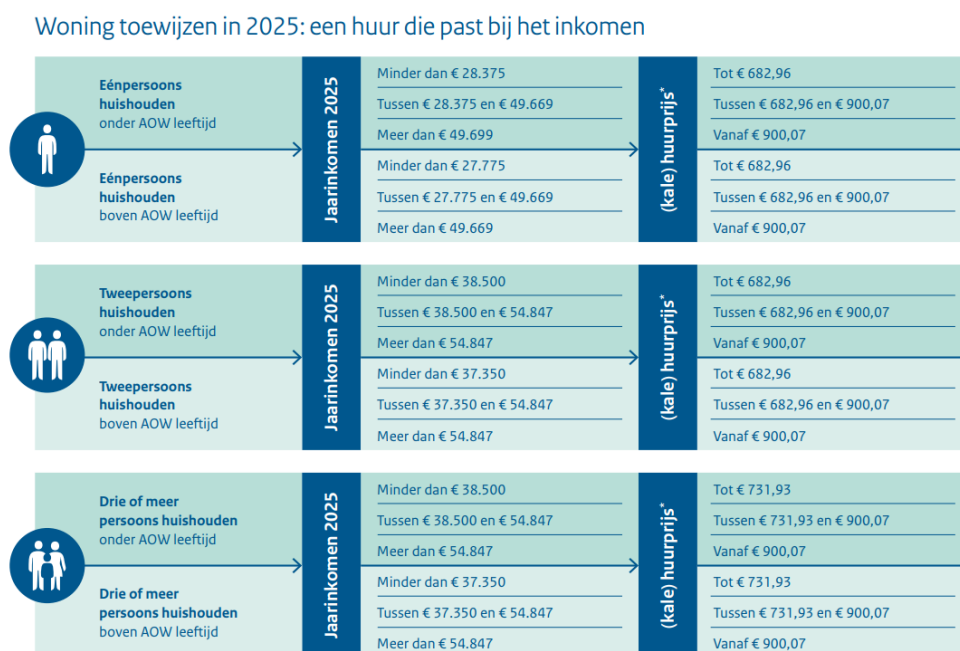 Woning toewijzen in 2025: een huur die past bij het inkomen
Eénpersoons
huishouden
onder AOW leeftijd
Eénpersoons
huishouden
boven AOW leeftijd
Jaarinkomen 2025
Minder dan € 28.375
Tussen € 28.375 en € 49.669
Meer dan € 49.699
Minder dan € 27.775
Tussen € 27.775 en € 49.669
Meer dan € 49.669
(kale) huurprijs*
Tot € 682,96
Tussen € 682,96 en € 900,07
Vanaf € 900,07
Tot € 682,96
Tussen € 682,96 en € 900,07
Vanaf € 900,07
Tweepersoons
huishouden
onder AOW leeftijd
Tweepersoons
huishouden
boven AOW leeftijd
Jaarinkomen 2025
Minder dan € 38.500
Tussen € 38.500 en € 54.847
Meer dan € 54.847
Minder dan € 37.350
Tussen € 37.350 en € 54.847
Meer dan € 54.847
(kale) huurprijs*
Tot € 682,96
Tussen € 682,96 en € 900,07
Vanaf € 900,07
Tot € 682,96
Tussen € 682,96 en € 900,07
Vanaf € 900,07
Drie of meer
persoons huishouden
onder AOW leeftijd
Drie of meer
persoons huishouden
boven AOW leeftijd
Jaarinkomen 2025
Minder dan € 38.500
Tussen € 38.500 en € 54.847
Meer dan € 54.847
Minder dan € 37.350
Tussen € 37.350 en € 54.847
Meer dan € 54.847
(kale) huurprijs*
Tot € 731,93
Tussen € 731,93 en € 900,07
Vanaf € 900,07
Tot € 731,93
Tussen € 731,93 en € 900,07
Vanaf € 900,07